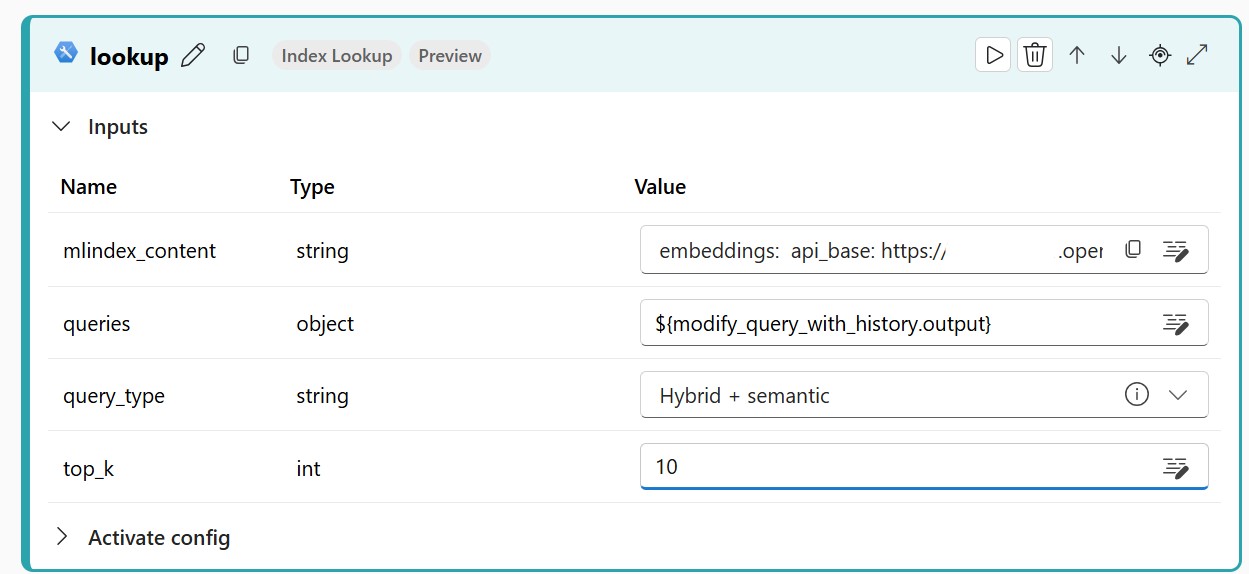 lookup Index Lookup Preview
Inputs
Name Type Value
mlindex_content string embeddings: api_base: https:// .oper
queries object ${modify_query_with_history.output}
query_type string Hybrid + semantic
top_k int 10
Activate config